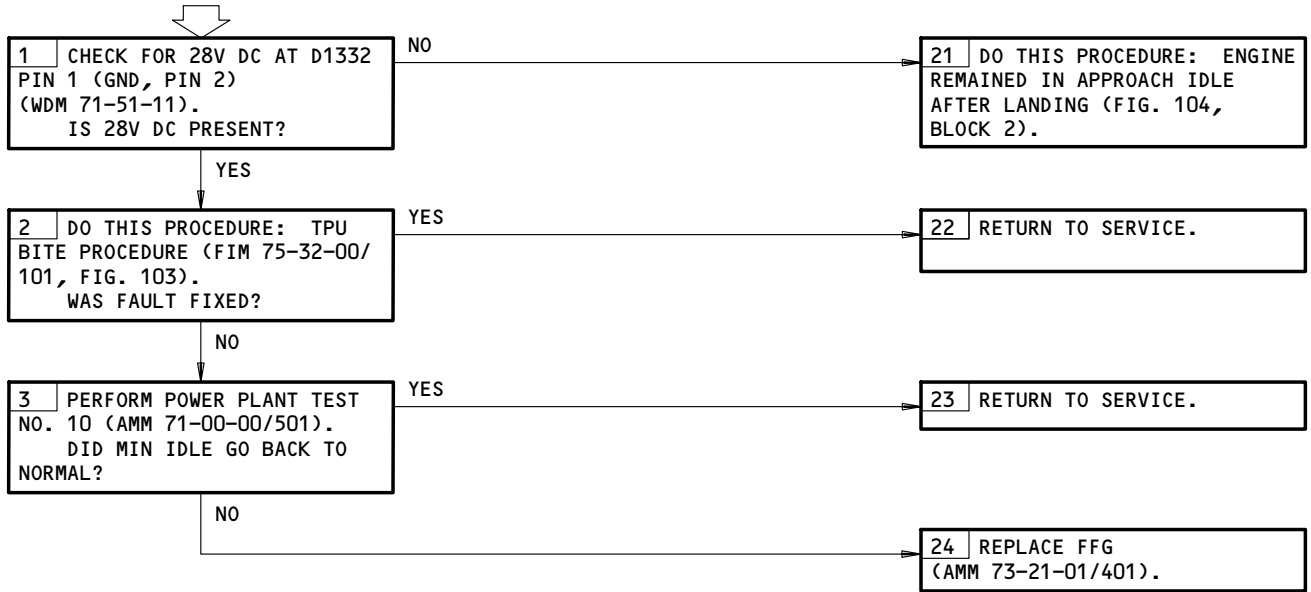 1 CHECK FOR 28V DC AT D1332
PIN 1 (GND, PIN 2)
(WDM 71-51-11).
IS 28V DC PRESENT?
NO
21 DO THIS PROCEDURE: ENGINE
REMAINED IN APPROACH IDLE
AFTER LANDING (FIG. 104,
BLOCK 2).
YES
2 DO THIS PROCEDURE: TPU
BITE PROCEDURE (FIM 75-32-00/
101, FIG. 103).
WAS FAULT FIXED?
YES
22 RETURN TO SERVICE.
NO
3 PERFORM POWER PLANT TEST
NO. 10 (AMM 71-00-00/501).
DID MIN IDLE GO BACK TO
NORMAL?
YES
23 RETURN TO SERVICE.
NO
24 REPLACE FFG
(AMM 73-21-01/401).